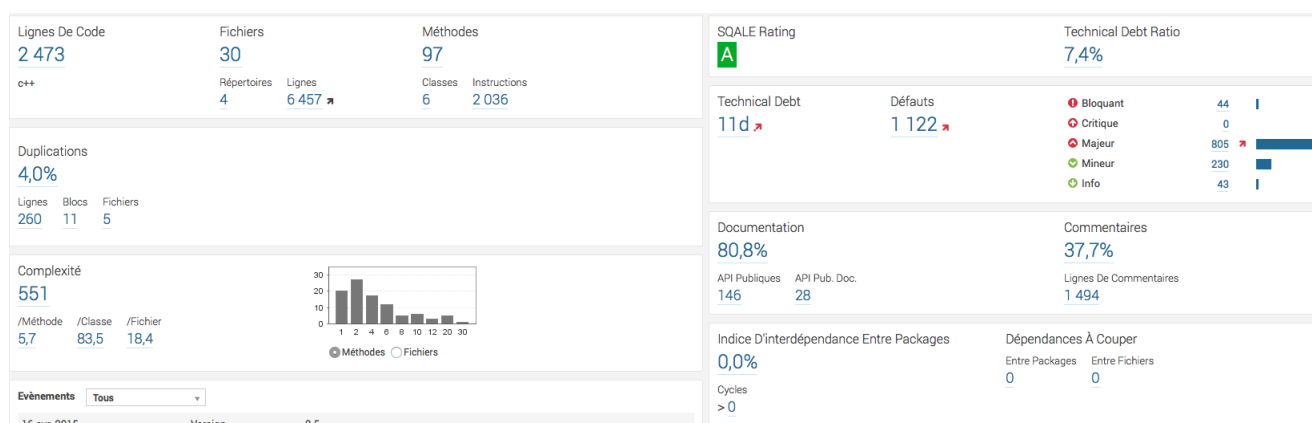 Lignes De Code Fichiers Méthodes
2 473 30 97
c++ Répertoires Lignes Classes Instructions
4 6 457 6 2 036
Duplications
4,0%
Lignes Blocs Fichiers
260 11 5
Complexité
551
/Méthode /Classe /Fichier
5,7 83,5 18,4
30
20
10
0
1 2 4 6 8 10 12 20 30
Méthodes Fichiers
Evènements Tous
SQALE Rating Technical Debt Ratio
A 7,4%
Technical Debt Défauts
11d 1 122
Bloquant 44
Critique 0
Majeur 805
Mineur 230
Info 43
Documentation Commentaires
80,8% 37,7%
API Publiques API Pub. Doc. Lignes De Commentaires
146 28 1 494
Indice D'interdépendance Entre Packages Dépendances À Couper
0,0% Entre Packages Entre Fichiers
0 0
Cycles
> 0